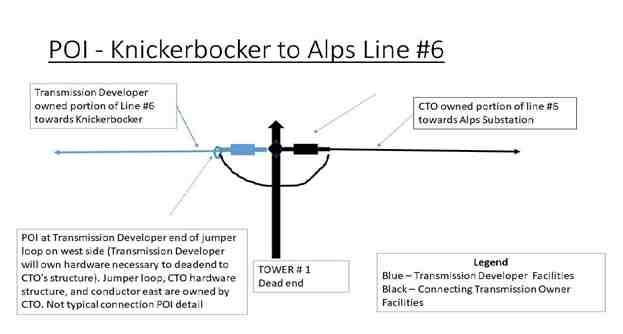 POI - Knickerbocker to Alps Line #6
Transmission Developer
owned portion of Line #6
towards Knickerbocker
CTO owned portion of line #6
towards Alps Substation
POI at Transmission Developer end of jumper
loop on west side (Transmission Developer
will own hardware necessary to deadend to
CTO's structure). Jumper loop, CTO hardware
structure, and conductor east are owned by
CTO. Not typical connection POI detail
TOWER # 1
Dead end
Legend
Blue – Transmission Developer Facilities
Black – Connecting Transmission Owner
Facilities